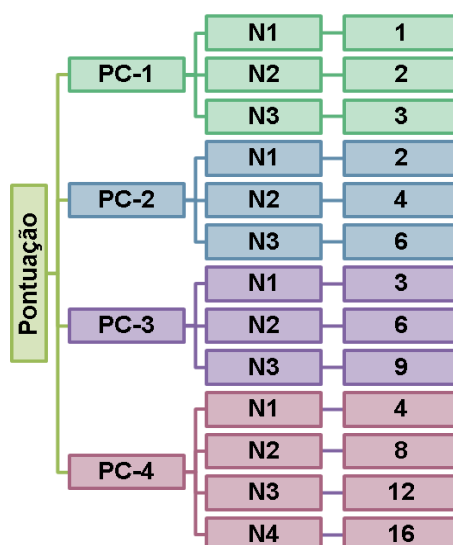 Pontuação
PC-1
N1 1
N2 2
N3 3
PC-2
N1 2
N2 4
N3 6
PC-3
N1 3
N2 6
N3 9
PC-4
N1 4
N2 8
N3 12
N4 16